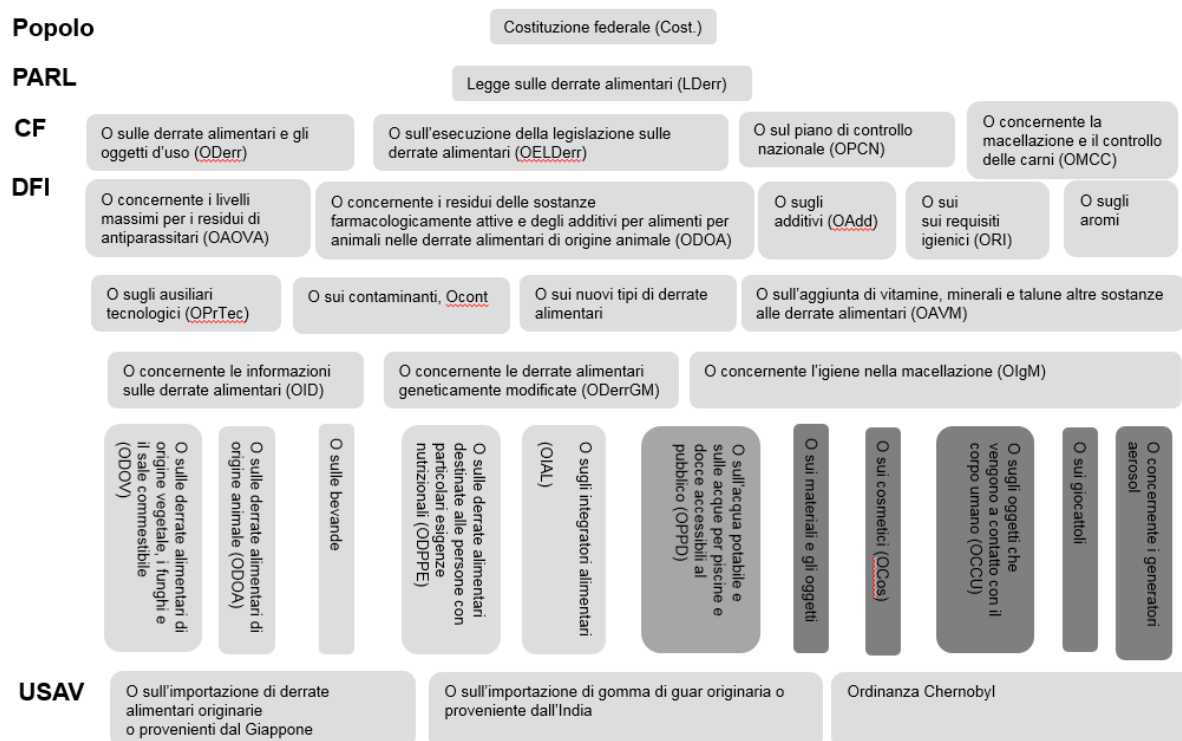 Popolo
Costituzione federale (Cost.)
PARL
Legge sulle derrate alimentari (LDerr)
CF
O sulle derrate alimentari e gli
oggetti d'uso (ODerr)
O sull'esecuzione della legislazione sulle
derrate alimentari (OELDerr)
O sul piano di controllo
nazionale (OPCN)
O concernente la
macellazione e il controllo
delle carni (OMCC)
DFI
O concernente i livelli
massimi per i residui di
antiparassitari (OAOVA)
O concernente i residui delle sostanze
farmacologicamente attive e degli additivi per alimenti per
animali nelle derrate alimentari di origine animale (ODOA)
O sugli
additivi (OAdd)
O sui
sui requisiti
igienici (ORI)
O sugli
aromi
O sugli ausiliari
tecnologici (OPrTec)
O sui contaminanti, Ocont
O sui nuovi tipi di derrate
alimentari
O sull'aggiunta di vitamine, minerali e talune altre sostanze
alle derrate alimentari (OAVM)
O concernente le informazioni
sulle derrate alimentari (OID)
O concernente le derrate alimentari
geneticamente modificate (ODerrGM)
O concernente l'igiene nella macellazione (OIgM)
O sulle derrate alimentari di
origine vegetale, i funghi e
il sale commestibile
(ODOV)
O sulle derrate alimentari di
origine animale (ODOA)
O sulle bevande
O sulle derrate alimentari
destinate alle persone con
particolari esigenze
nutrizionali (ODPPE)
O sugli integratori alimentari
(OIAL)
O sull'acqua potabile e
sulle acque per piscine e
docce accessibili al
pubblico (OPPD)
O sui materiali e gli oggetti
O sui cosmetici (OCos)
O sugli oggetti che
vengono a contatto con il
corpo umano (OCCU)
O sui giocattoli
O concernente i generatori
aerosol
USAV
O sull'importazione di derrate
alimentari originarie
o provenienti dal Giappone
O sull'importazione di gomma di guar originaria o
proveniente dall'India
Ordinanza Chernobyl